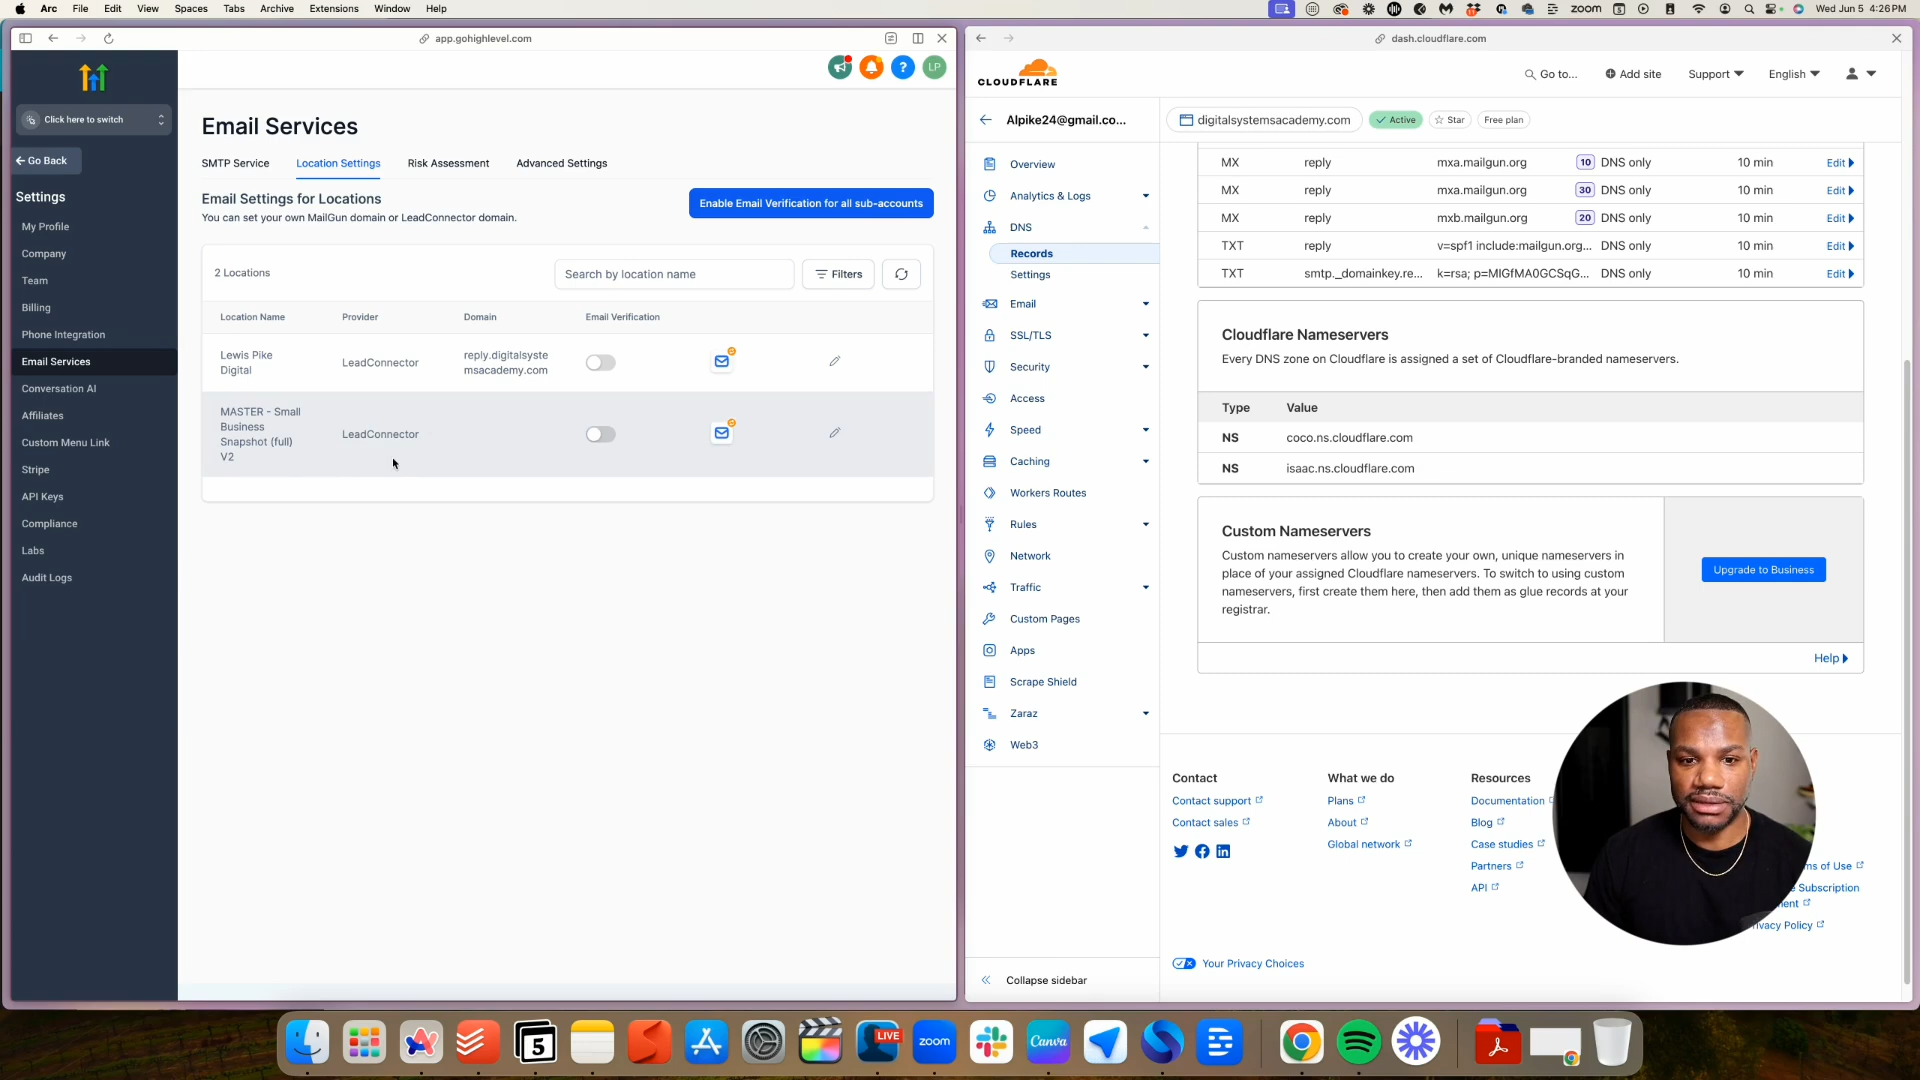 Arc File Edit View Spaces Tabs Archive Extensions Window Help
zoom
Wed Jun 5 4:26 PM
app.gohighlevel.com
Click here to switch
Go Back
Settings
My Profile
Company
Team
Billing
Phone Integration
Email Services
Conversation AI
Affiliates
Custom Menu Link
Stripe
API Keys
Compliance
Labs
Audit Logs
LP
Email Services
SMTP Service Location Settings Risk Assessment Advanced Settings
Email Settings for Locations
You can set your own MailGun domain or LeadConnector domain.
Enable Email Verification for all sub-accounts
2 Locations
Search by location name
Filters
Location Name Provider Domain Email Verification
Lewis Pike
Digital
LeadConnector
reply.digitalsyste
msacademy.com
MASTER - Small
Business
Snapshot (full)
V2
LeadConnector
dash.cloudflare.com
CLOUDFLARE
Go to... Add site Support English
Alpike24@gmail.co...
Overview
Analytics & Logs
DNS
Records
Settings
Email
SSL/TLS
Security
Access
Speed
Caching
Workers Routes
Rules
Network
Traffic
Custom Pages
Apps
Scrape Shield
Zaraz
Web3
Collapse sidebar
digitalsystemsacademy.com Active Star Free plan
MX reply mxa.mailgun.org 10 DNS only 10 min Edit
MX reply mxa.mailgun.org 30 DNS only 10 min Edit
MX reply mxb.mailgun.org 20 DNS only 10 min Edit
TXT reply v=spf1 include:mailgun.org... DNS only 10 min Edit
TXT smtp._domainkey.re... k=rsa; p=MIGfMA0GCSqG... DNS only 10 min Edit
Cloudflare Nameservers
Every DNS zone on Cloudflare is assigned a set of Cloudflare-branded nameservers.
Type Value
NS coco.ns.cloudflare.com
NS isaac.ns.cloudflare.com
Custom Nameservers
Custom nameservers allow you to create your own, unique nameservers in
place of your assigned Cloudflare nameservers. To switch to using custom
nameservers, first create them here, then add them as glue records at your
registrar.
Upgrade to Business
Help
Contact
Contact support
Contact sales
What we do
Plans
About
Global network
Resources
Documentation
Blog
Case studies
Partners
API
ms of Use
Subscription
ent
ivacy Policy
Your Privacy Choices
5
LIVE
zoom
Canva